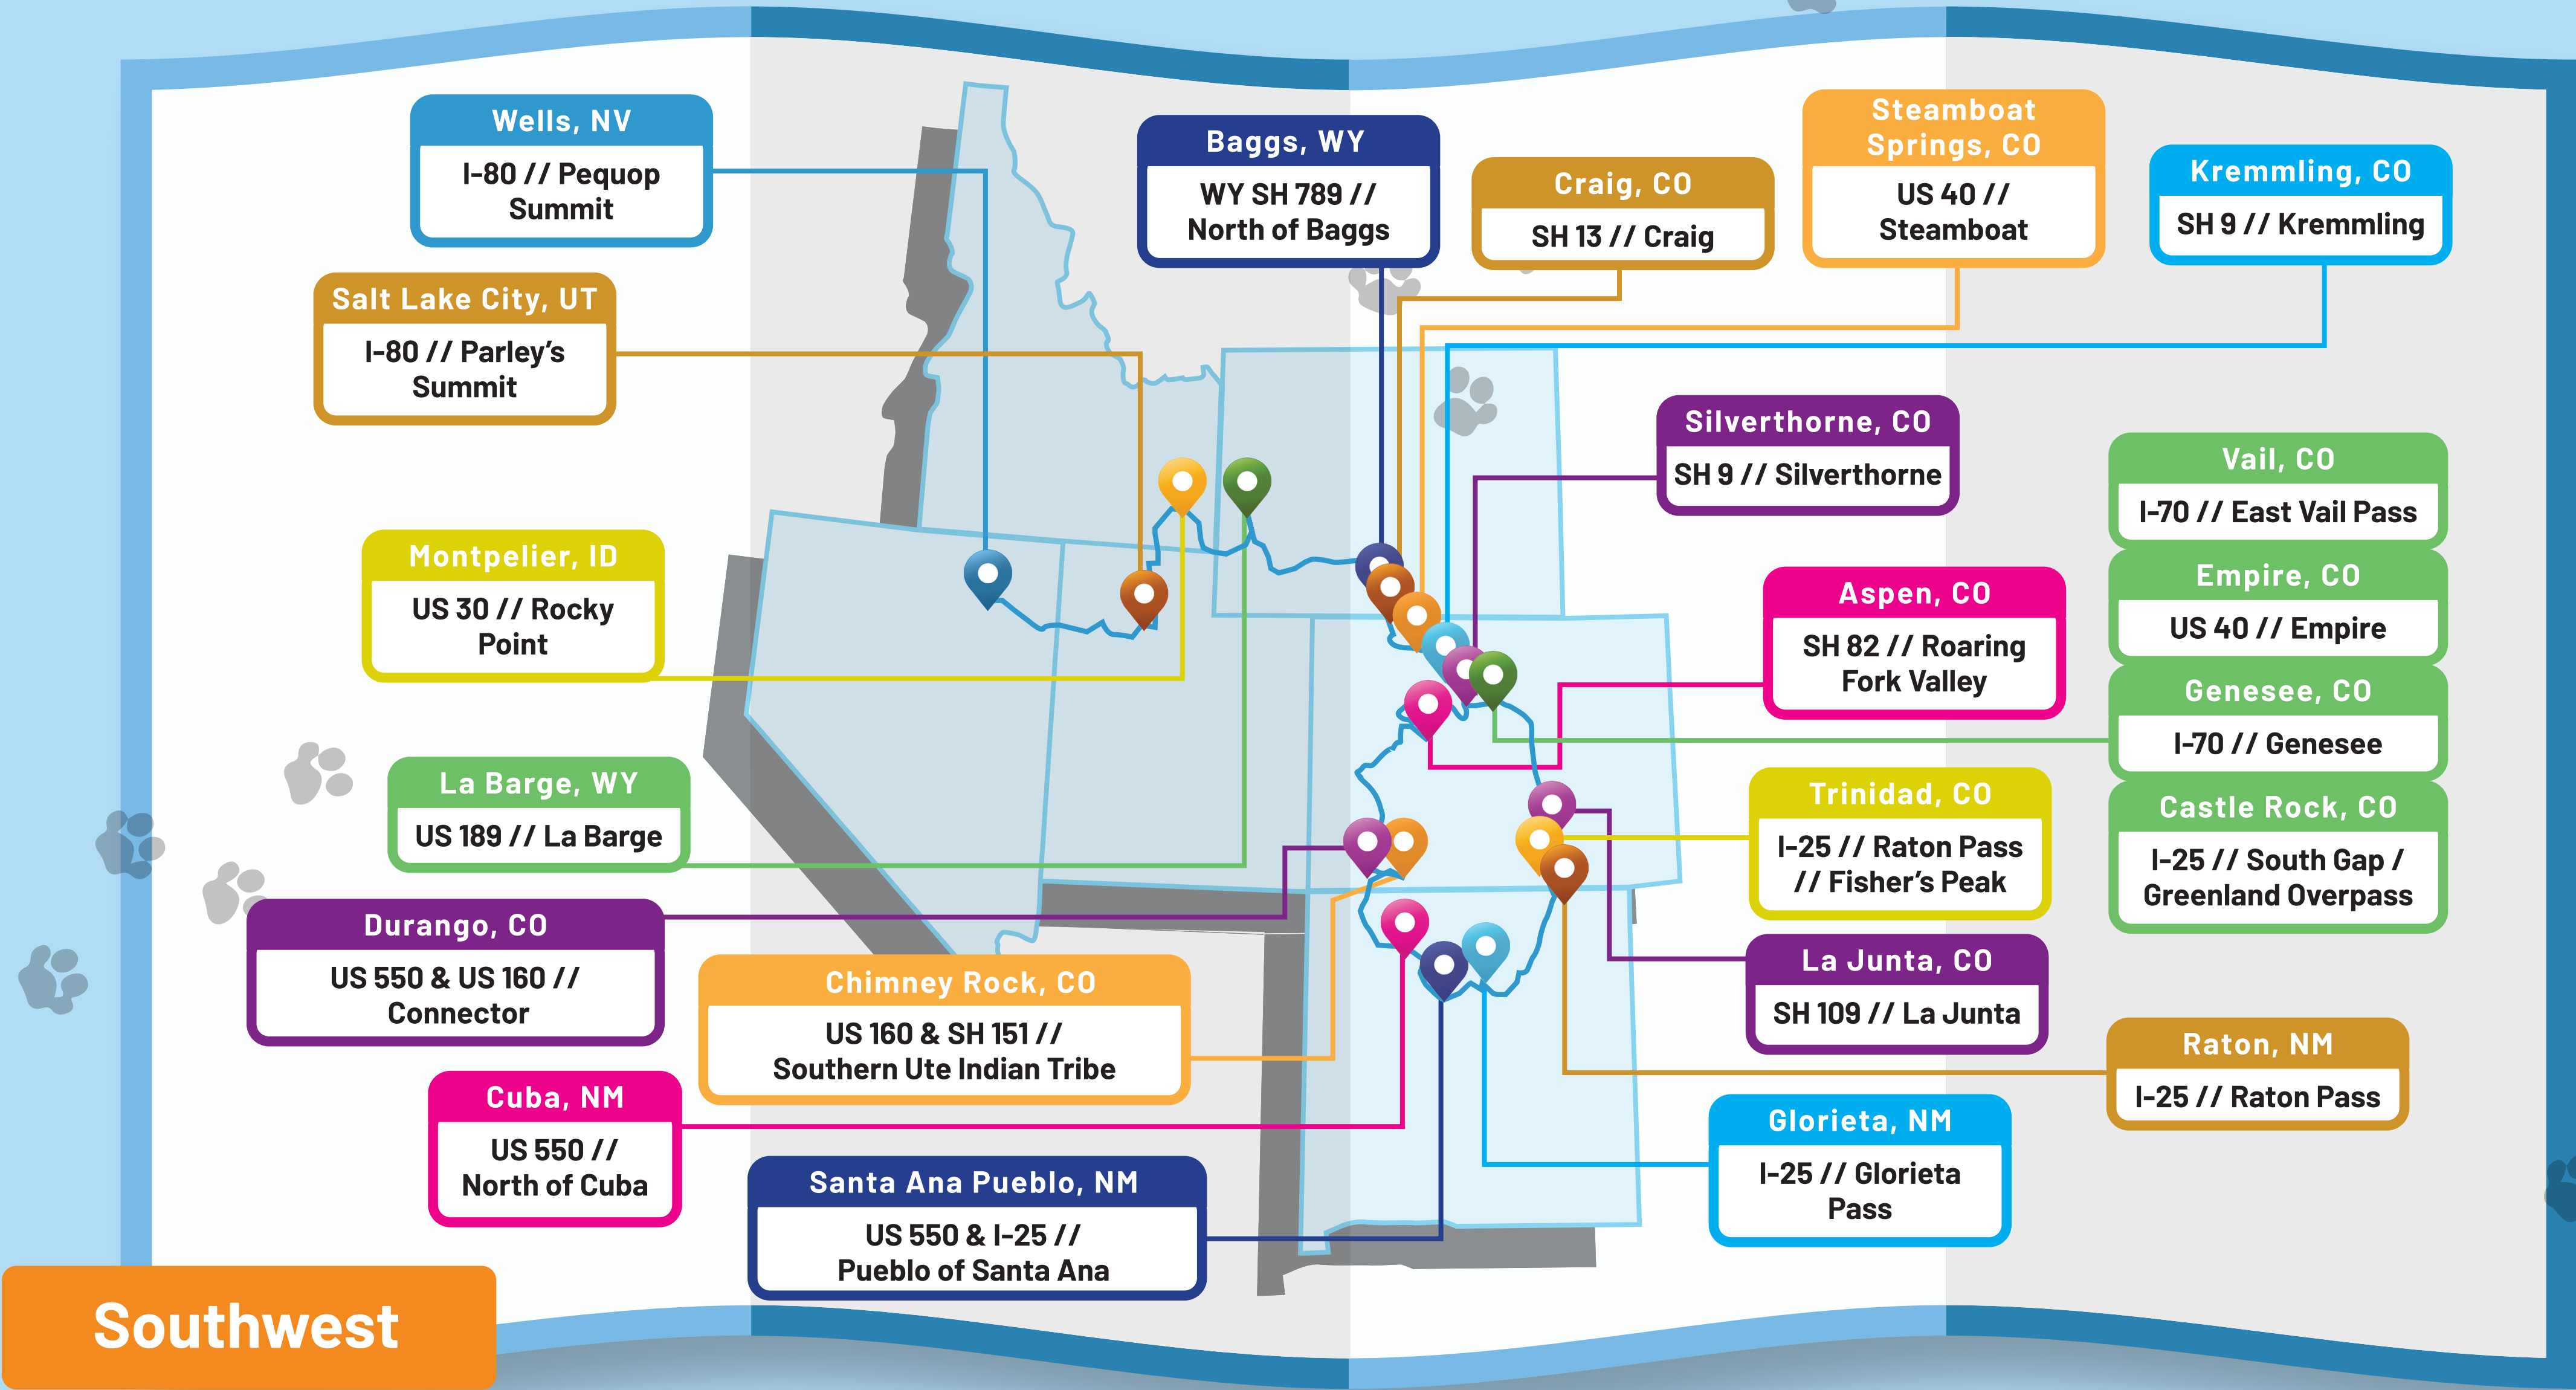 Wells, NV
I-80 // Pequop
Summit
Baggs, WY
WY SH 789 //
North of Baggs
Craig, CO
SH 13 // Craig
Steamboat
Springs, CO
US 40 //
Steamboat
Kremmling, CO
SH 9 // Kremmling
Salt Lake City, UT
I-80 // Parley’s
Summit
Silverthorne, CO
SH 9 // Silverthorne
Vail, CO
I-70 // East Vail Pass
Montpelier, ID
US 30 // Rocky
Point
Aspen, CO
SH 82 // Roaring
Fork Valley
Empire, CO
US 40 // Empire
Genesee, CO
I-70 // Genesee
La Barge, WY
US 189 // La Barge
Trinidad, CO
I-25 // Raton Pass
// Fisher’s Peak
Castle Rock, CO
I-25 // South Gap /
Greenland Overpass
Durango, CO
US 550 & US 160 //
Connector
Chimney Rock, CO
US 160 & SH 151 //
Southern Ute Indian Tribe
La Junta, CO
SH 109 // La Junta
Raton, NM
I-25 // Raton Pass
Cuba, NM
US 550 //
North of Cuba
Glorieta, NM
I-25 // Glorieta
Pass
Santa Ana Pueblo, NM
US 550 & I-25 //
Pueblo of Santa Ana
Southwest